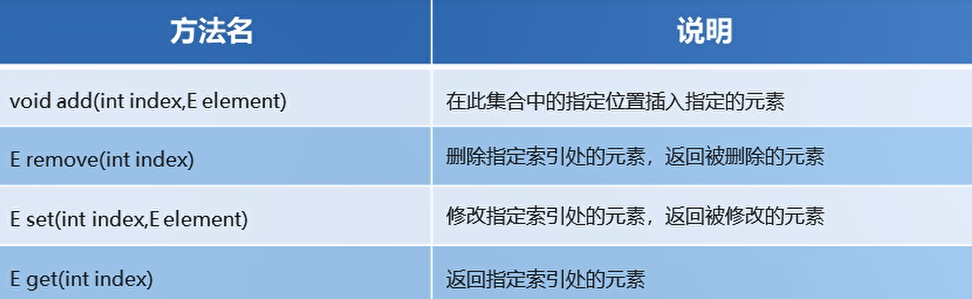 方法名 说明
void add(int index,E element) 在此集合中的指定位置插入指定的元素
E remove(int index) 删除指定索引处的元素，返回被删除的元素
E set(int index,E element) 修改指定索引处的元素，返回被修改的元素
E get(int index) 返回指定索引处的元素